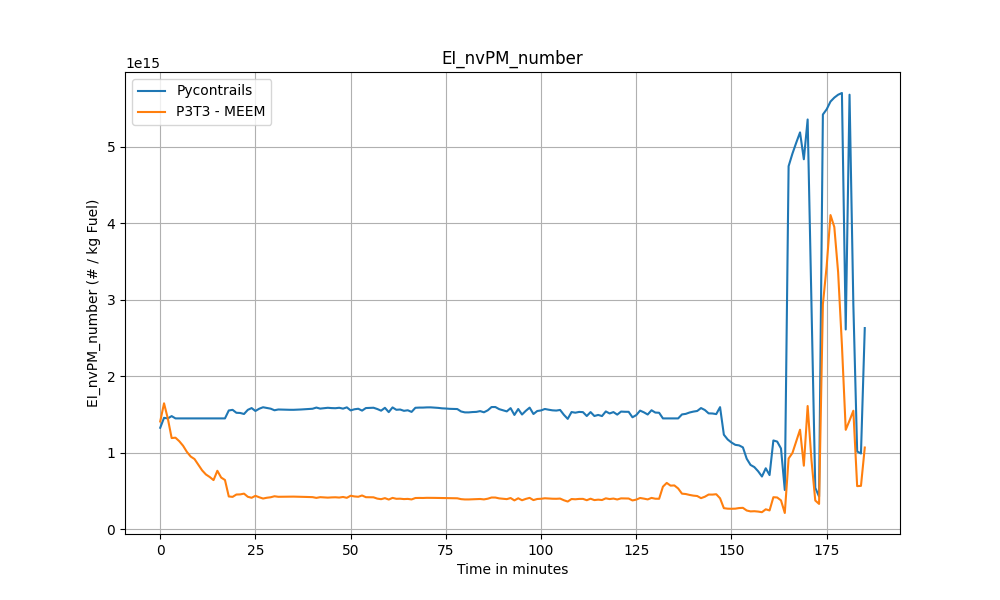 EI_nvPM_number
1e15
Pycontrails
P3T3 - MEEM
5
4
3
2
1
0
EI_nvPM_number (# / kg Fuel)
0 25 50 75 100 125 150 175
Time in minutes